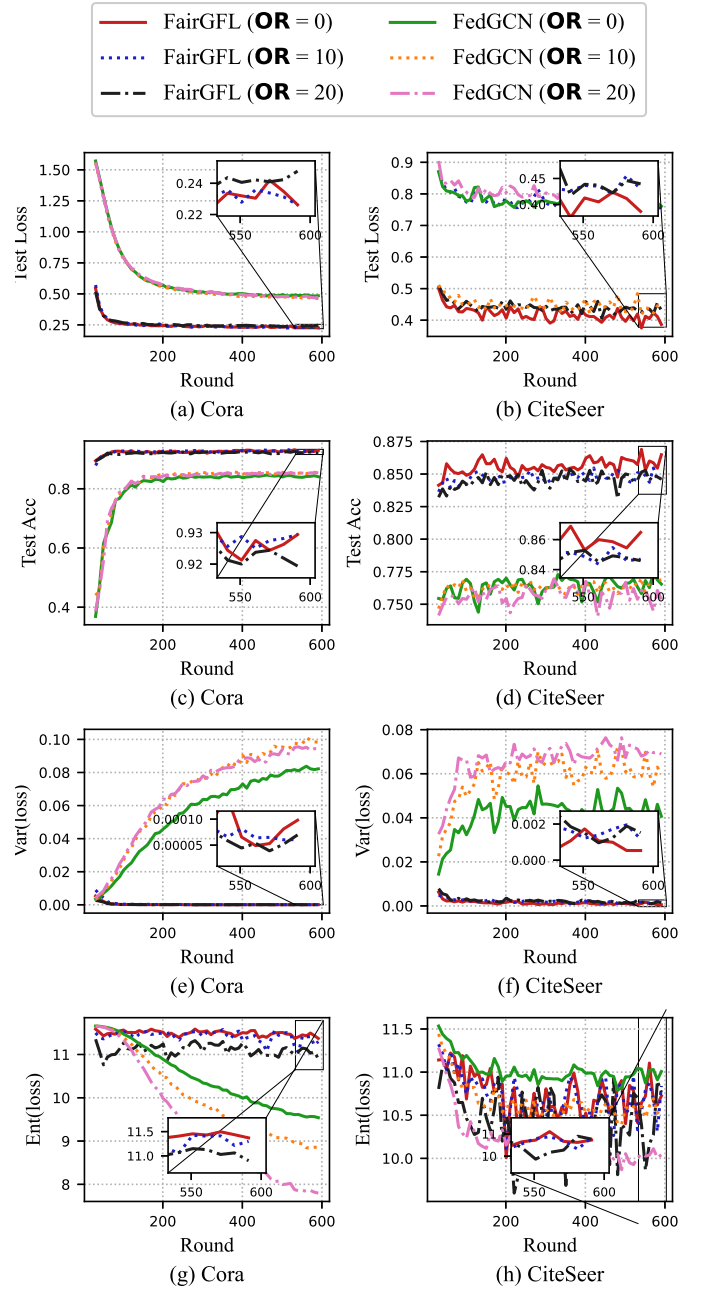 FairGFL (OR = 0) FedGCN (OR = 0)
FairGFL (OR = 10) FedGCN (OR = 10)
FairGFL (OR = 20) FedGCN (OR = 20)
1.50
1.25
1.00
0.75
0.50
0.25
Test Loss
0.24
0.22
550 600
200 400 600
Round
(a) Cora
0.9
0.8
0.7
0.6
0.5
0.4
Test Loss
0.45
0.40
550 600
200 400 600
Round
(b) CiteSeer
0.8
0.6
0.4
Test Acc
0.93
0.92
550 600
200 400 600
Round
(c) Cora
0.875
0.850
0.825
0.800
0.775
0.750
Test Acc
0.86
0.84
550 600
200 400 600
Round
(d) CiteSeer
0.10
0.08
0.06
0.04
0.02
0.00
Var(loss)
0.00010
0.00005
550 600
200 400 600
Round
(e) Cora
0.08
0.06
0.04
0.02
0.00
Var(loss)
0.002
0.000
550 600
200 400 600
Round
(f) CiteSeer
11
10
9
8
Ent(loss)
11.5
11.0
550 600
200 400 600
Round
(g) Cora
11.5
11.0
10.5
10.0
Ent(loss)
11
10
550 600
200 400 600
Round
(h) CiteSeer